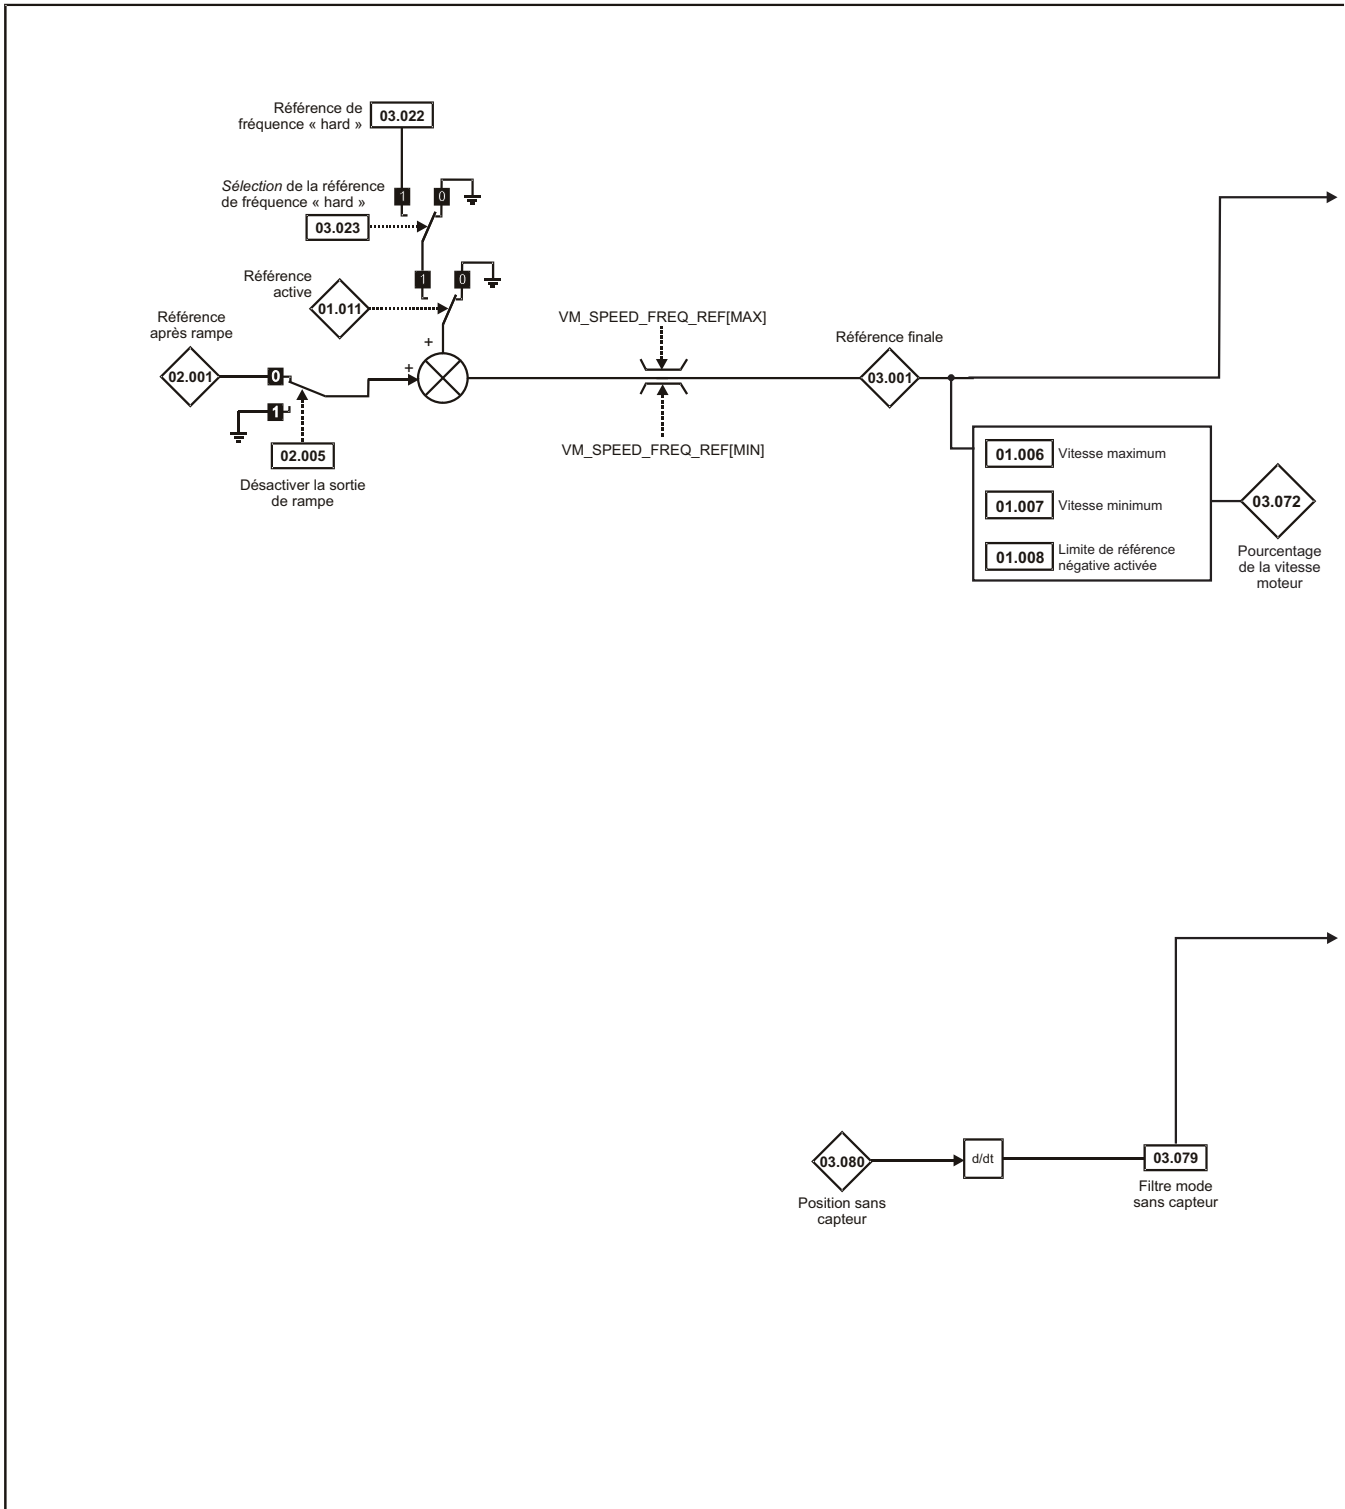 Référence de
fréquence « hard »
03.022
Sélection de la référence
de fréquence « hard »
1
0
03.023
Référence
active
1
0
01.011
Référence
après rampe
+
+
02.001
0
1
02.005
Désactiver la sortie
de rampe
VM_SPEED_FREQ_REF[MAX]
VM_SPEED_FREQ_REF[MIN]
Référence finale
03.001
01.006 Vitesse maximum
01.007 Vitesse minimum
01.008 Limite de référence
négative activée
03.072
Pourcentage
de la vitesse
moteur
03.080
Position sans
capteur
d/dt
03.079
Filtre mode
sans capteur